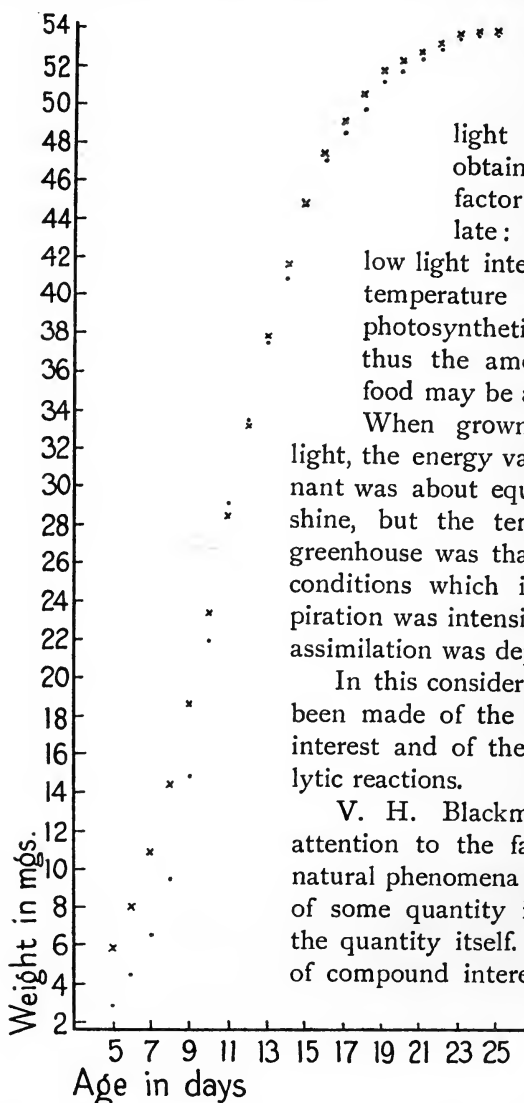 54
52
50
48
46
44
42
40
38
36
34
32
30
28
26
24
22
20
18
16
14
12
10
8
6
4
2
Weight in mgs.
5 7 9 11 13 15 17 19 21 23 25
Age in days
light
obtain
factor
late:
low light inte
temperature
photosyntheti
thus the amo
food may be a
When grown
light, the energy va
nant was about equ
shine, but the ter
greenhouse was tha
conditions which i
piration was intensi
assimilation was de
In this consider
been made of the
interest and of the
lytic reactions.
V. H. Blackm
attention to the fa
natural phenomena
of some quantity
the quantity itself.
of compound intere